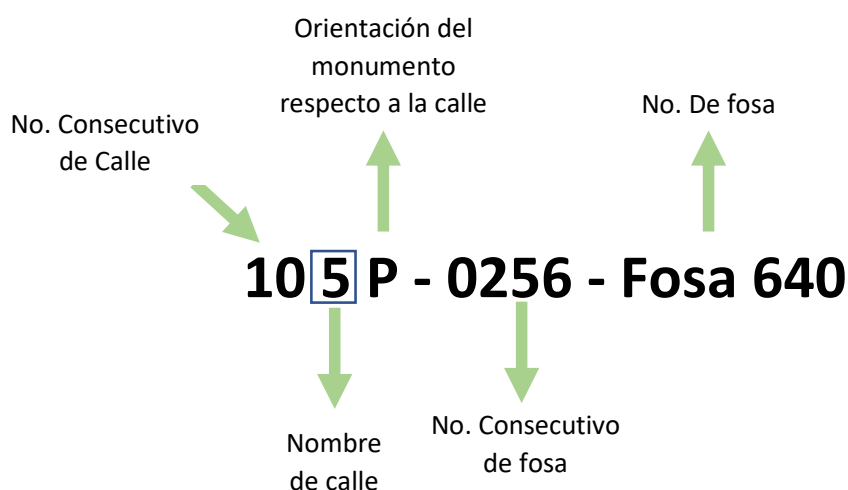 Orientación del
monumento
respecto a la calle
No. De fosa
No. Consecutivo
de Calle
10 5 P - 0256 - Fosa 640
Nombre
de calle
No. Consecutivo
de fosa